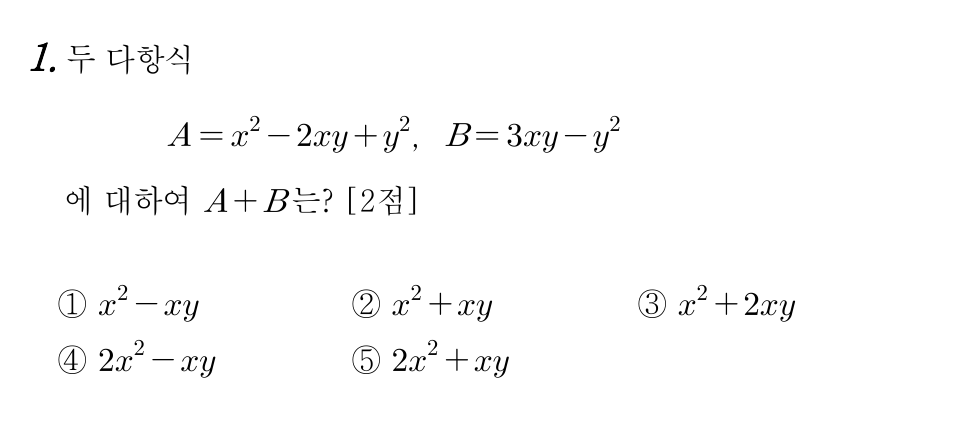 1. 두 다항식
A = x² − 2xy + y², B = 3xy − y²
에 대하여 A + B는? [2점]
① x² − xy ② x² + xy ③ x² + 2xy
④ 2x² − xy ⑤ 2x² + xy